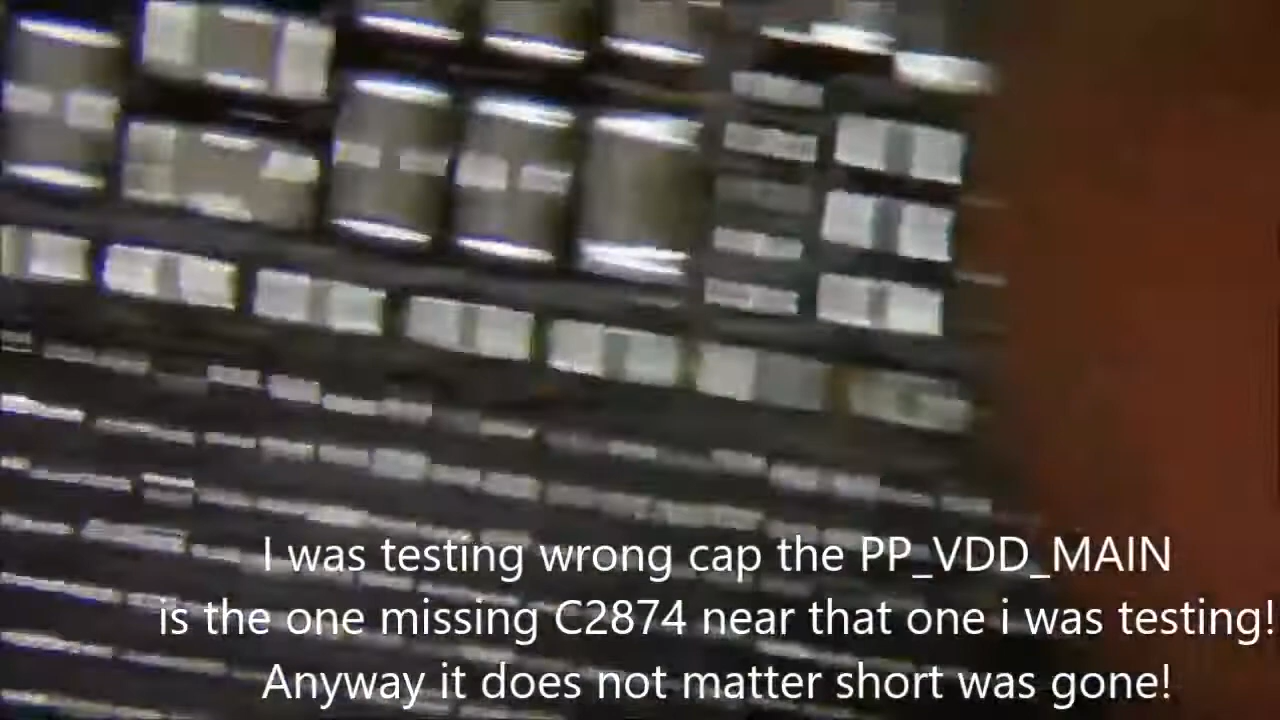 I was testing wrong cap the PP_VDD_MAIN
is the one missing C2874 near that one i was testing!
Anyway it does not matter short was gone!